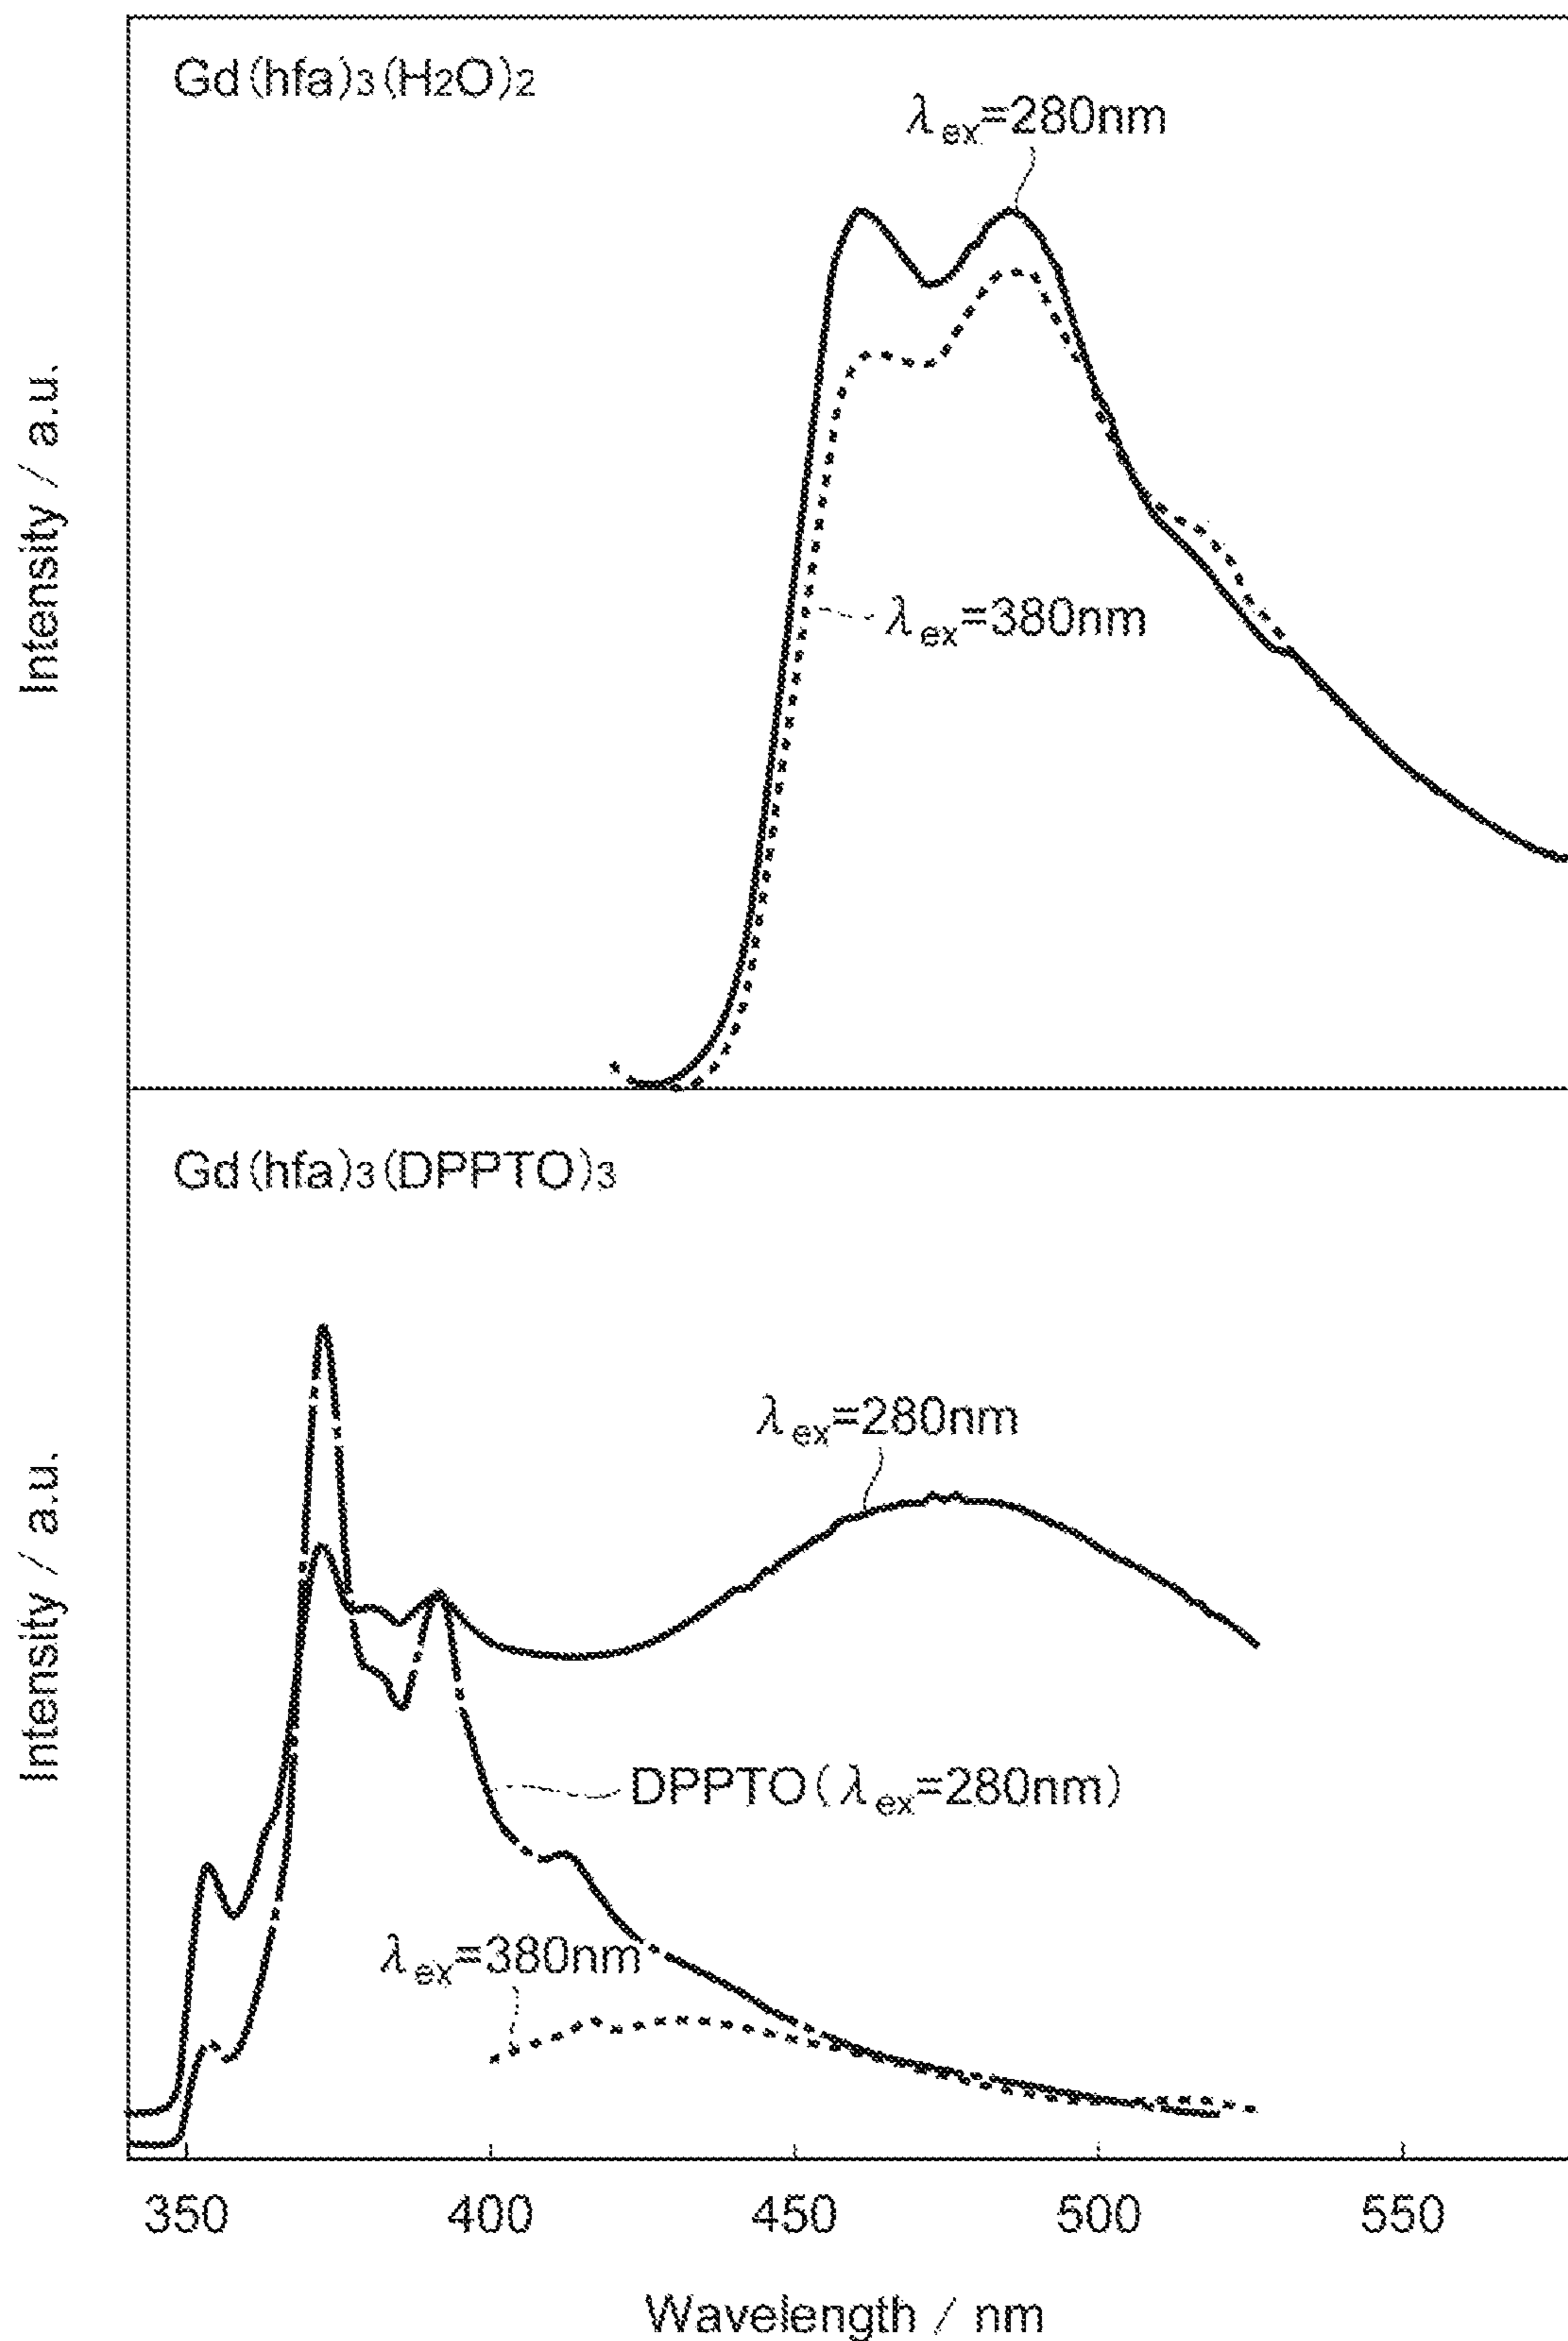 Gd(hfa)₃(H₂O)₂
λex=280nm
λex=380nm
Intensity / a.u.
Gd(hfa)₃(DPPTO)₃
λex=280nm
DPPTO(λex=280nm)
λex=380nm
Intensity / a.u.
350 400 450 500 550
Wavelength / nm